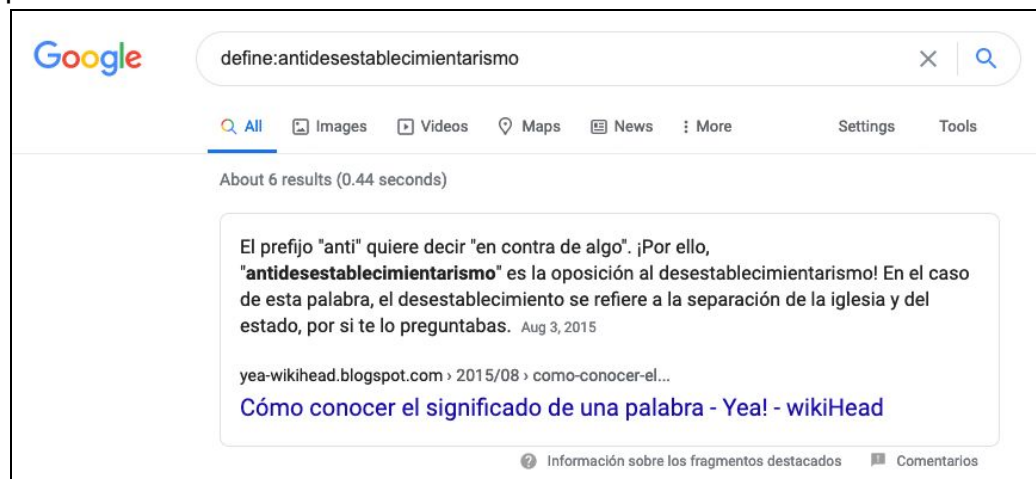 Google
define:antidesestablecimientarismo
All Images Videos Maps News More Settings Tools
About 6 results (0.44 seconds)
El prefijo "anti" quiere decir "en contra de algo". ¡Por ello,
"antidesestablecimientarismo" es la oposición al desestablecimientarismo! En el caso
de esta palabra, el desestablecimiento se refiere a la separación de la iglesia y del
estado, por si te lo preguntabas. Aug 3, 2015
yea-wikihead.blogspot.com › 2015/08 › como-conocer-el...
Cómo conocer el significado de una palabra - Yea! - wikiHead
Información sobre los fragmentos destacados Comentarios